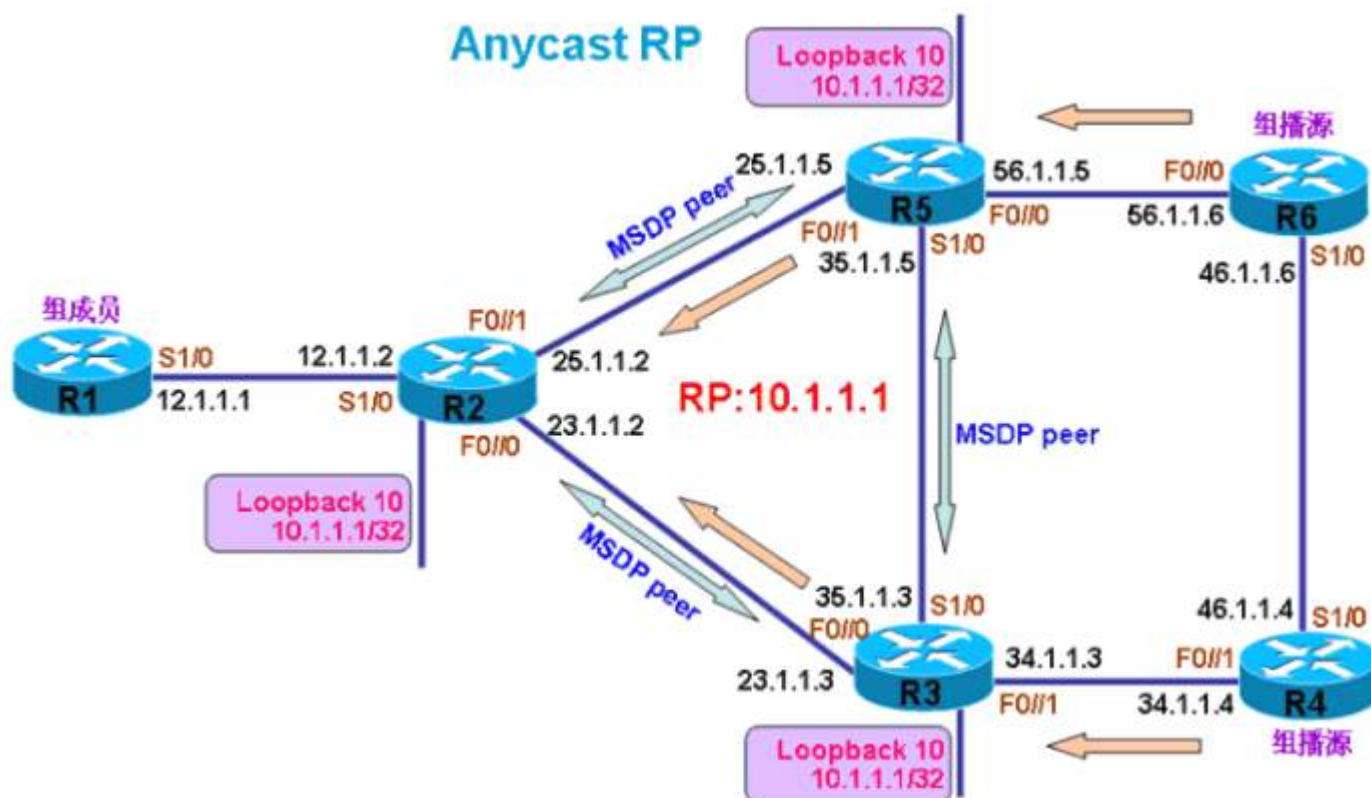 Anycast RP
Loopback 10
10.1.1.1/32
组播源
25.1.1.5
56.1.1.5
F0//0
MSDP peer
R5
R6
F0//1
F0//0
56.1.1.6
35.1.1.5
S1/0
S1/0
46.1.1.6
组成员
F0//1
S1/0
12.1.1.2
25.1.1.2
R1
12.1.1.1
S1/0
R2
RP:10.1.1.1
F0//0
23.1.1.2
MSDP peer
Loopback 10
10.1.1.1/32
MSDP peer
35.1.1.3
S1/0
46.1.1.4
S1/0
F0//0
34.1.1.3
F0//1
23.1.1.3
R3
F0//1
34.1.1.4
R4
Loopback 10
10.1.1.1/32
组播源